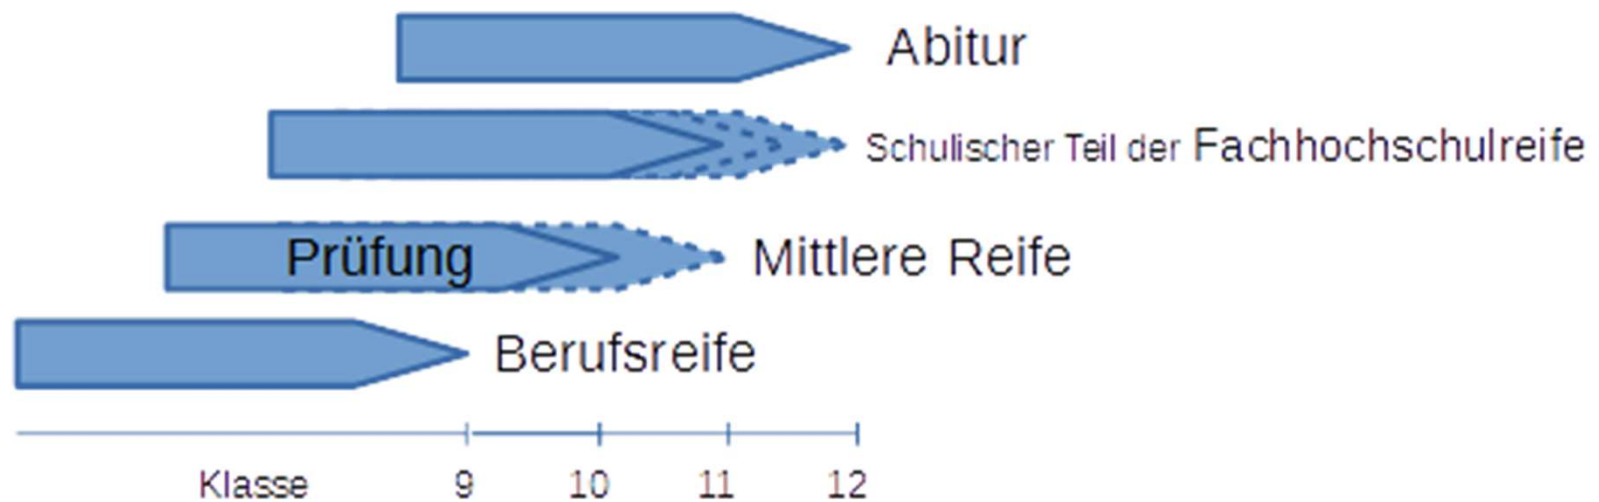 Abitur
Schulischer Teil der Fachhochschulreife
Prüfung Mittlere Reife
Berufsreife
Klasse 9 10 11 12